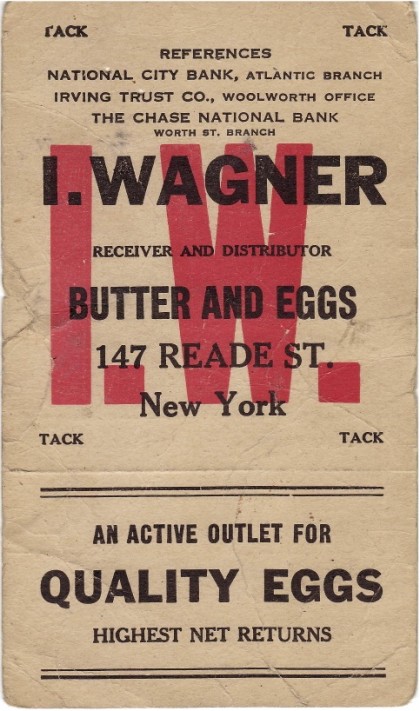 TACK TACK
REFERENCES
NATIONAL CITY BANK, ATLANTIC BRANCH
IRVING TRUST CO., WOOLWORTH OFFICE
THE CHASE NATIONAL BANK
WORTH ST. BRANCH
I.W.
I. WAGNER
RECEIVER AND DISTRIBUTOR
BUTTER AND EGGS
147 READE ST.
New York
TACK TACK
AN ACTIVE OUTLET FOR
QUALITY EGGS
HIGHEST NET RETURNS